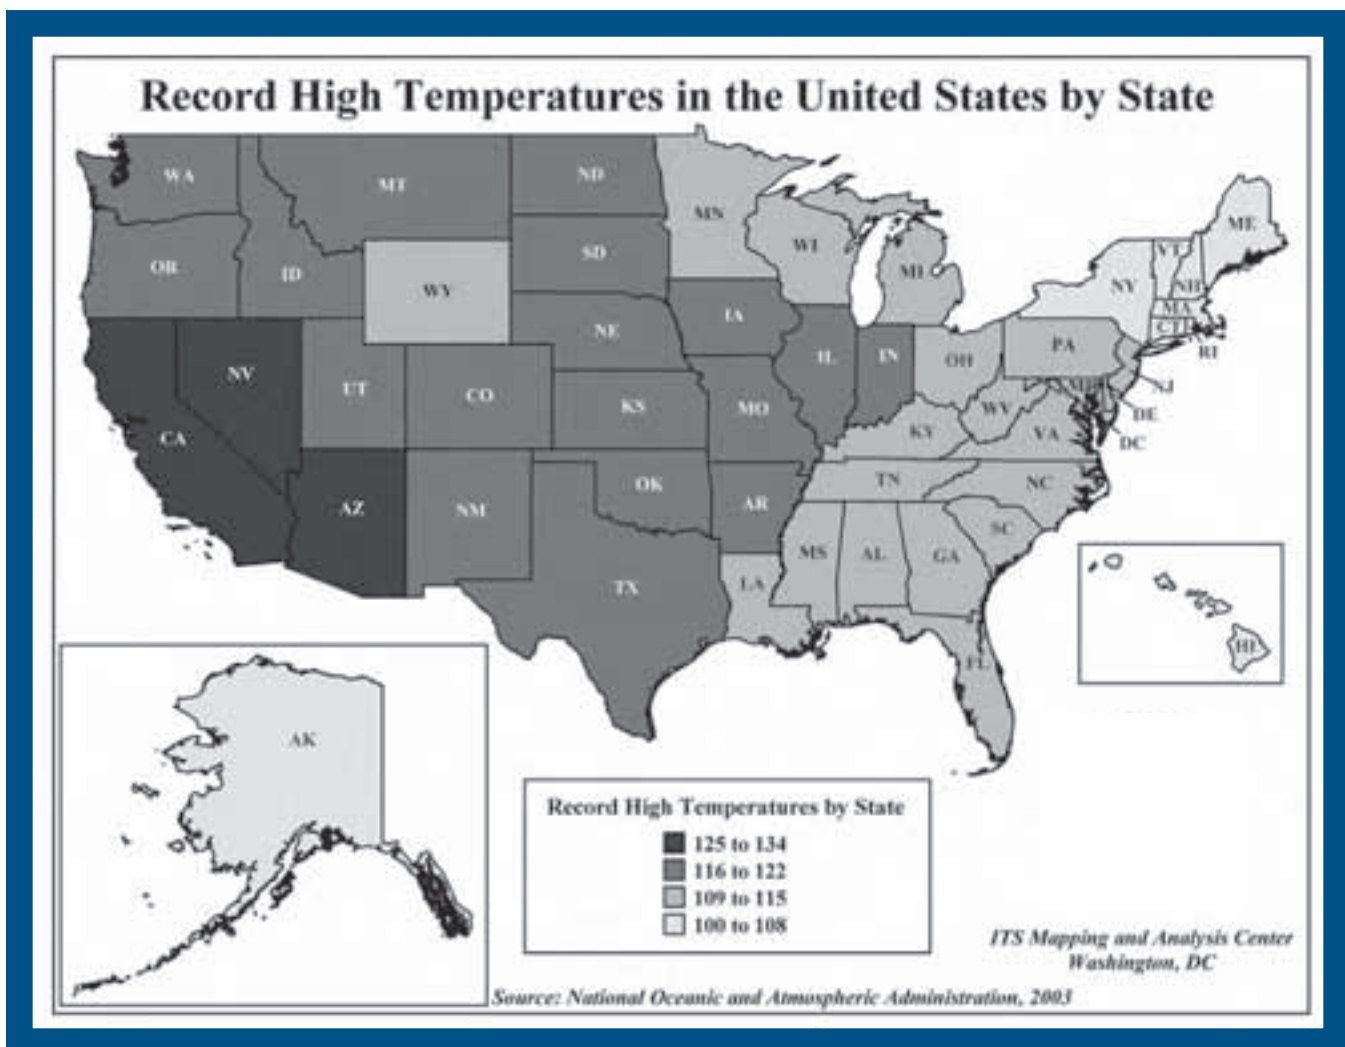 Record High Temperatures in the United States by State
WA
MT
ND
MN
ME
OR
ID
SD
WI
MI
VT
NH
NY
WY
MA
CT
RI
IA
NE
PA
NV
UT
CO
IL
IN
OH
NJ
MD
DE
KS
MO
WV
VA
DC
CA
KY
AZ
NM
OK
AR
TN
NC
SC
MS
AL
GA
TX
LA
FL
HI
AK
Record High Temperatures by State
125 to 134
116 to 122
109 to 115
100 to 108
ITS Mapping and Analysis Center
Washington, DC
Source: National Oceanic and Atmospheric Administration, 2003